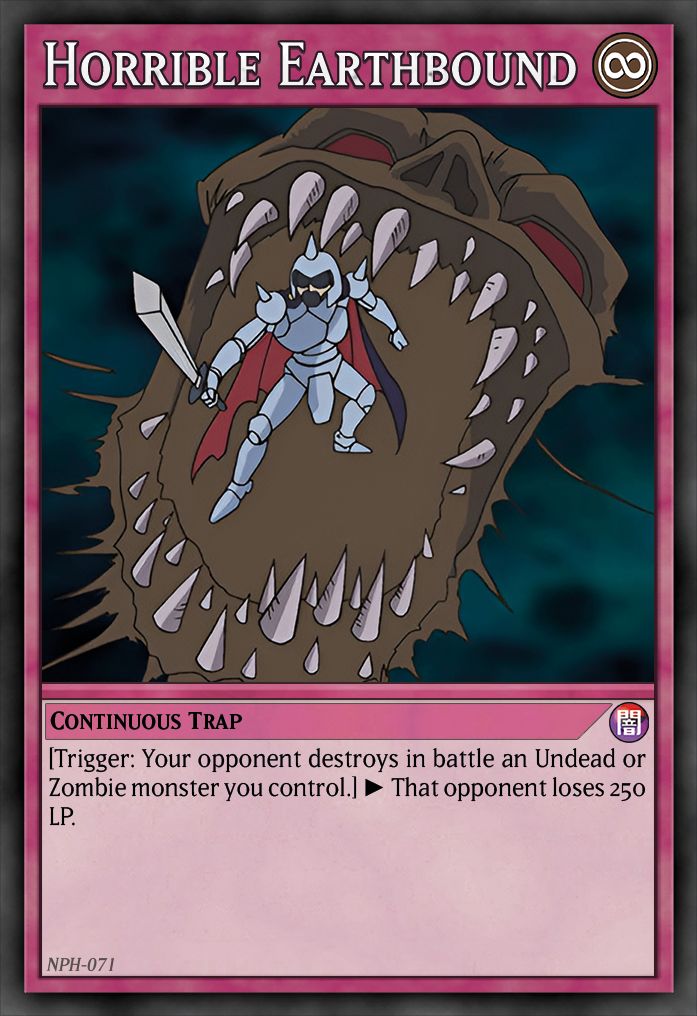 Horrible Earthbound
Continuous Trap
闇
[Trigger: Your opponent destroys in battle an Undead or
Zombie monster you control.] ► That opponent loses 250
LP.
NPH-071